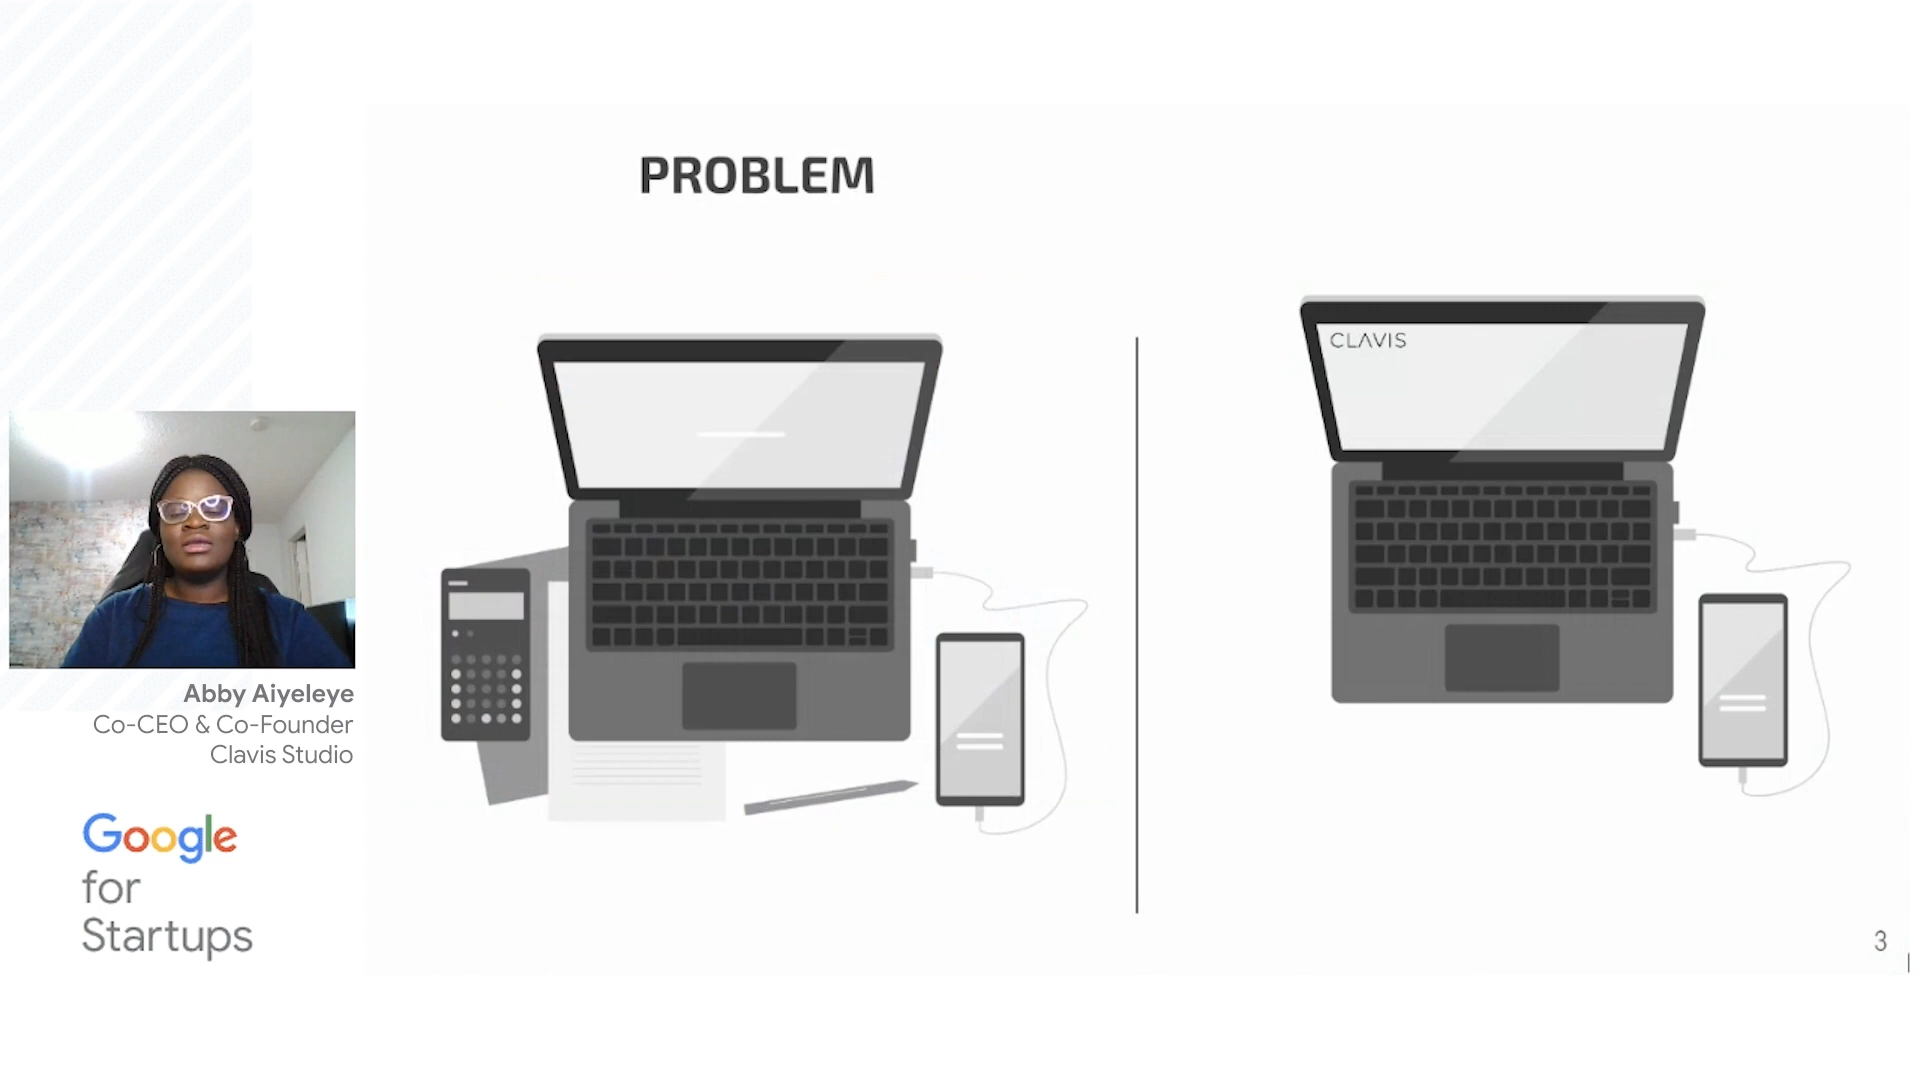 PROBLEM
CLAVIS
Abby Aiyeleye
Co-CEO & Co-Founder
Clavis Studio
Google
for
Startups
3